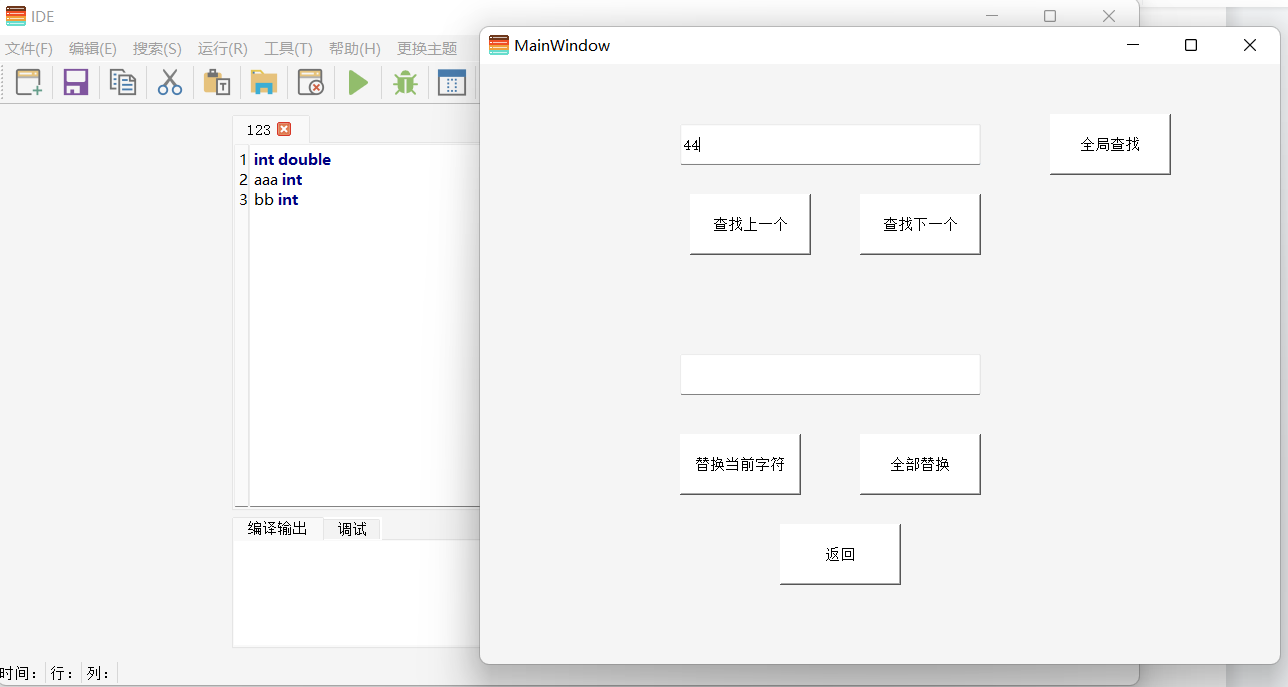 IDE
文件(F) 编辑(E) 搜索(S) 运行(R) 工具(T) 帮助(H) 更换主题
123
1 int double
2 aaa int
3 bb int
编译输出 调试
时间: 行: 列:
MainWindow
44
全局查找
查找上一个 查找下一个
替换当前字符 全部替换
返回